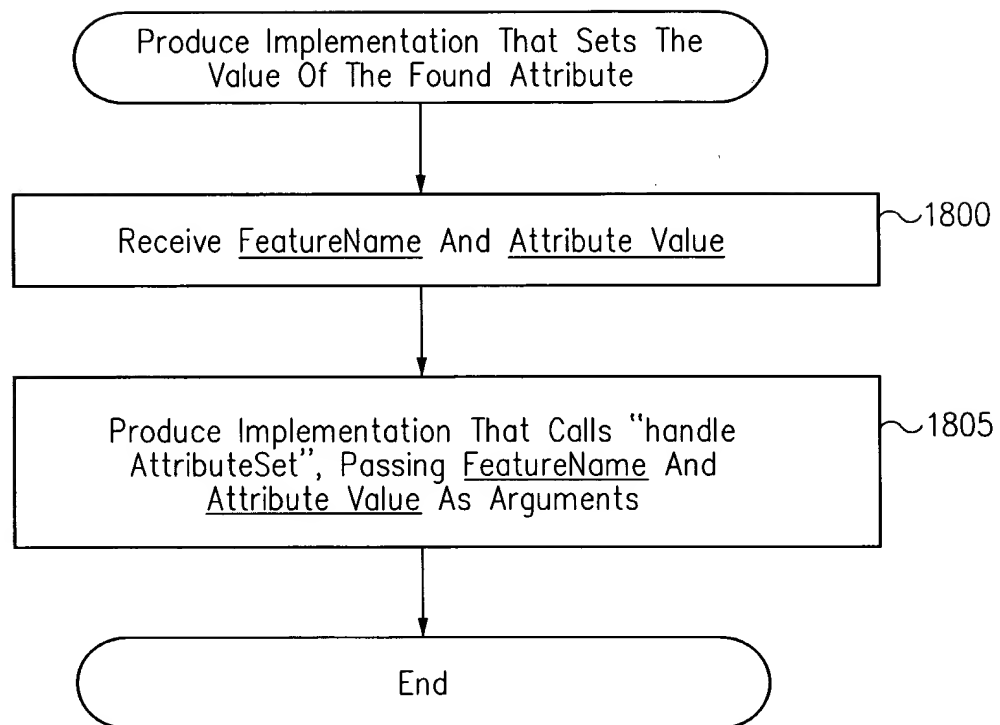 Produce Implementation That Sets The
Value Of The Found Attribute
Receive FeatureName And Attribute Value
1800
Produce Implementation That Calls "handle
AttributeSet", Passing FeatureName And
Attribute Value As Arguments
1805
End